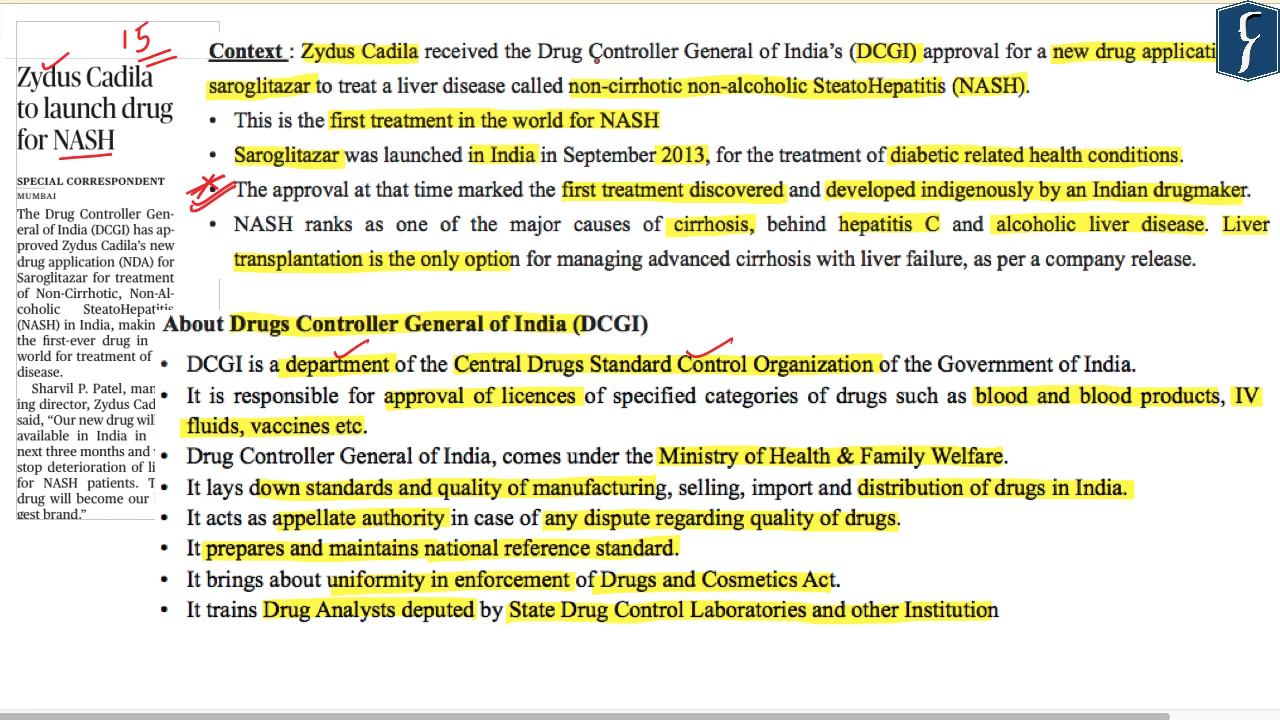 15
Zydus Cadila
to launch drug
for NASH
SPECIAL CORRESPONDENT
MUMBAI
The Drug Controller Gen-
eral of India (DCGI) has ap-
proved Zydus Cadila's new
drug application (NDA) for
Saroglitazar for treatment
of Non-Cirrhotic, Non-Al-
coholic SteatoHepatitis
(NASH) in India, makin
the first-ever drug in
world for treatment of
disease.
Sharvil P. Patel, man
ing director, Zydus Cad
said, “Our new drug will
available in India in
next three months and
stop deterioration of li
for NASH patients. T
drug will become our
gest brand.”
Context : Zydus Cadila received the Drug Controller General of India's (DCGI) approval for a new drug applicati
saroglitazar to treat a liver disease called non-cirrhotic non-alcoholic SteatoHepatitis (NASH).
• This is the first treatment in the world for NASH
• Saroglitazar was launched in India in September 2013, for the treatment of diabetic related health conditions.
• The approval at that time marked the first treatment discovered and developed indigenously by an Indian drugmaker.
• NASH ranks as one of the major causes of cirrhosis, behind hepatitis C and alcoholic liver disease. Liver
transplantation is the only option for managing advanced cirrhosis with liver failure, as per a company release.
About Drugs Controller General of India (DCGI)
• DCGI is a department of the Central Drugs Standard Control Organization of the Government of India.
• It is responsible for approval of licences of specified categories of drugs such as blood and blood products, IV
fluids, vaccines etc.
• Drug Controller General of India, comes under the Ministry of Health & Family Welfare.
• It lays down standards and quality of manufacturing, selling, import and distribution of drugs in India.
• It acts as appellate authority in case of any dispute regarding quality of drugs.
• It prepares and maintains national reference standard.
• It brings about uniformity in enforcement of Drugs and Cosmetics Act.
• It trains Drug Analysts deputed by State Drug Control Laboratories and other Institution